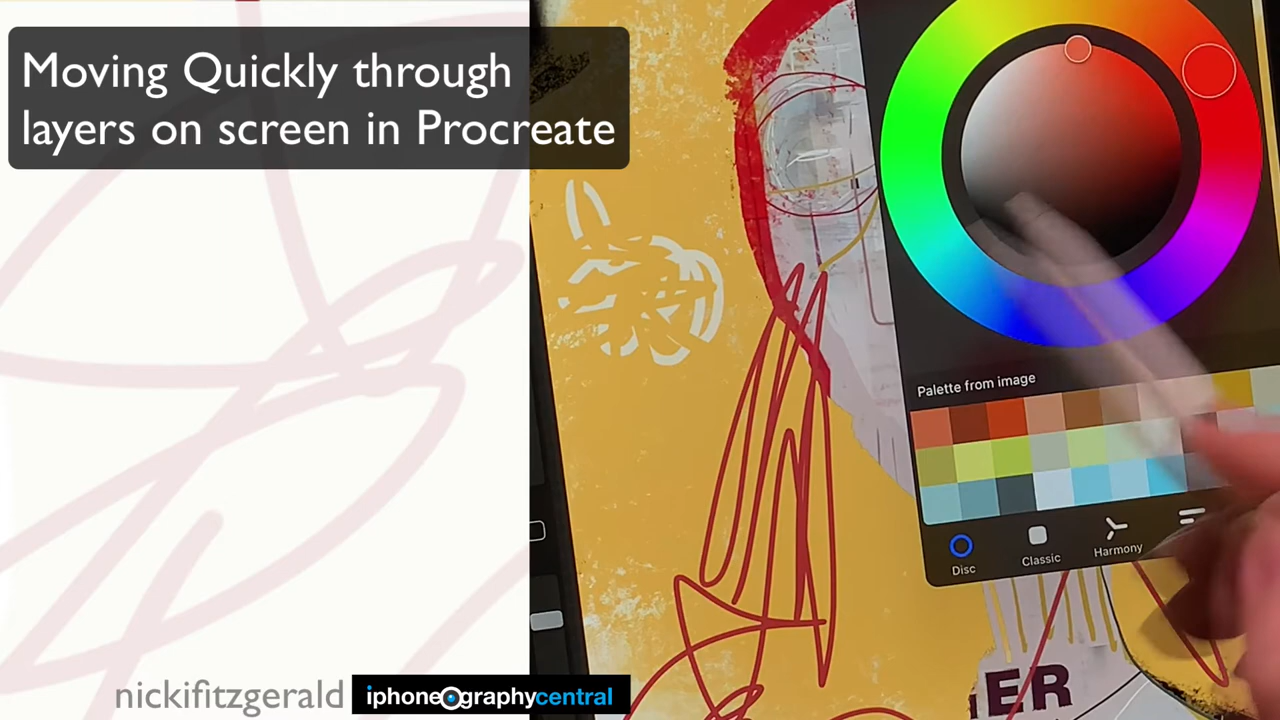 Moving Quickly through
layers on screen in Procreate
Palette from image
Disc
Classic
Harmony
ER
nickifitzgerald
iphoneographycentral